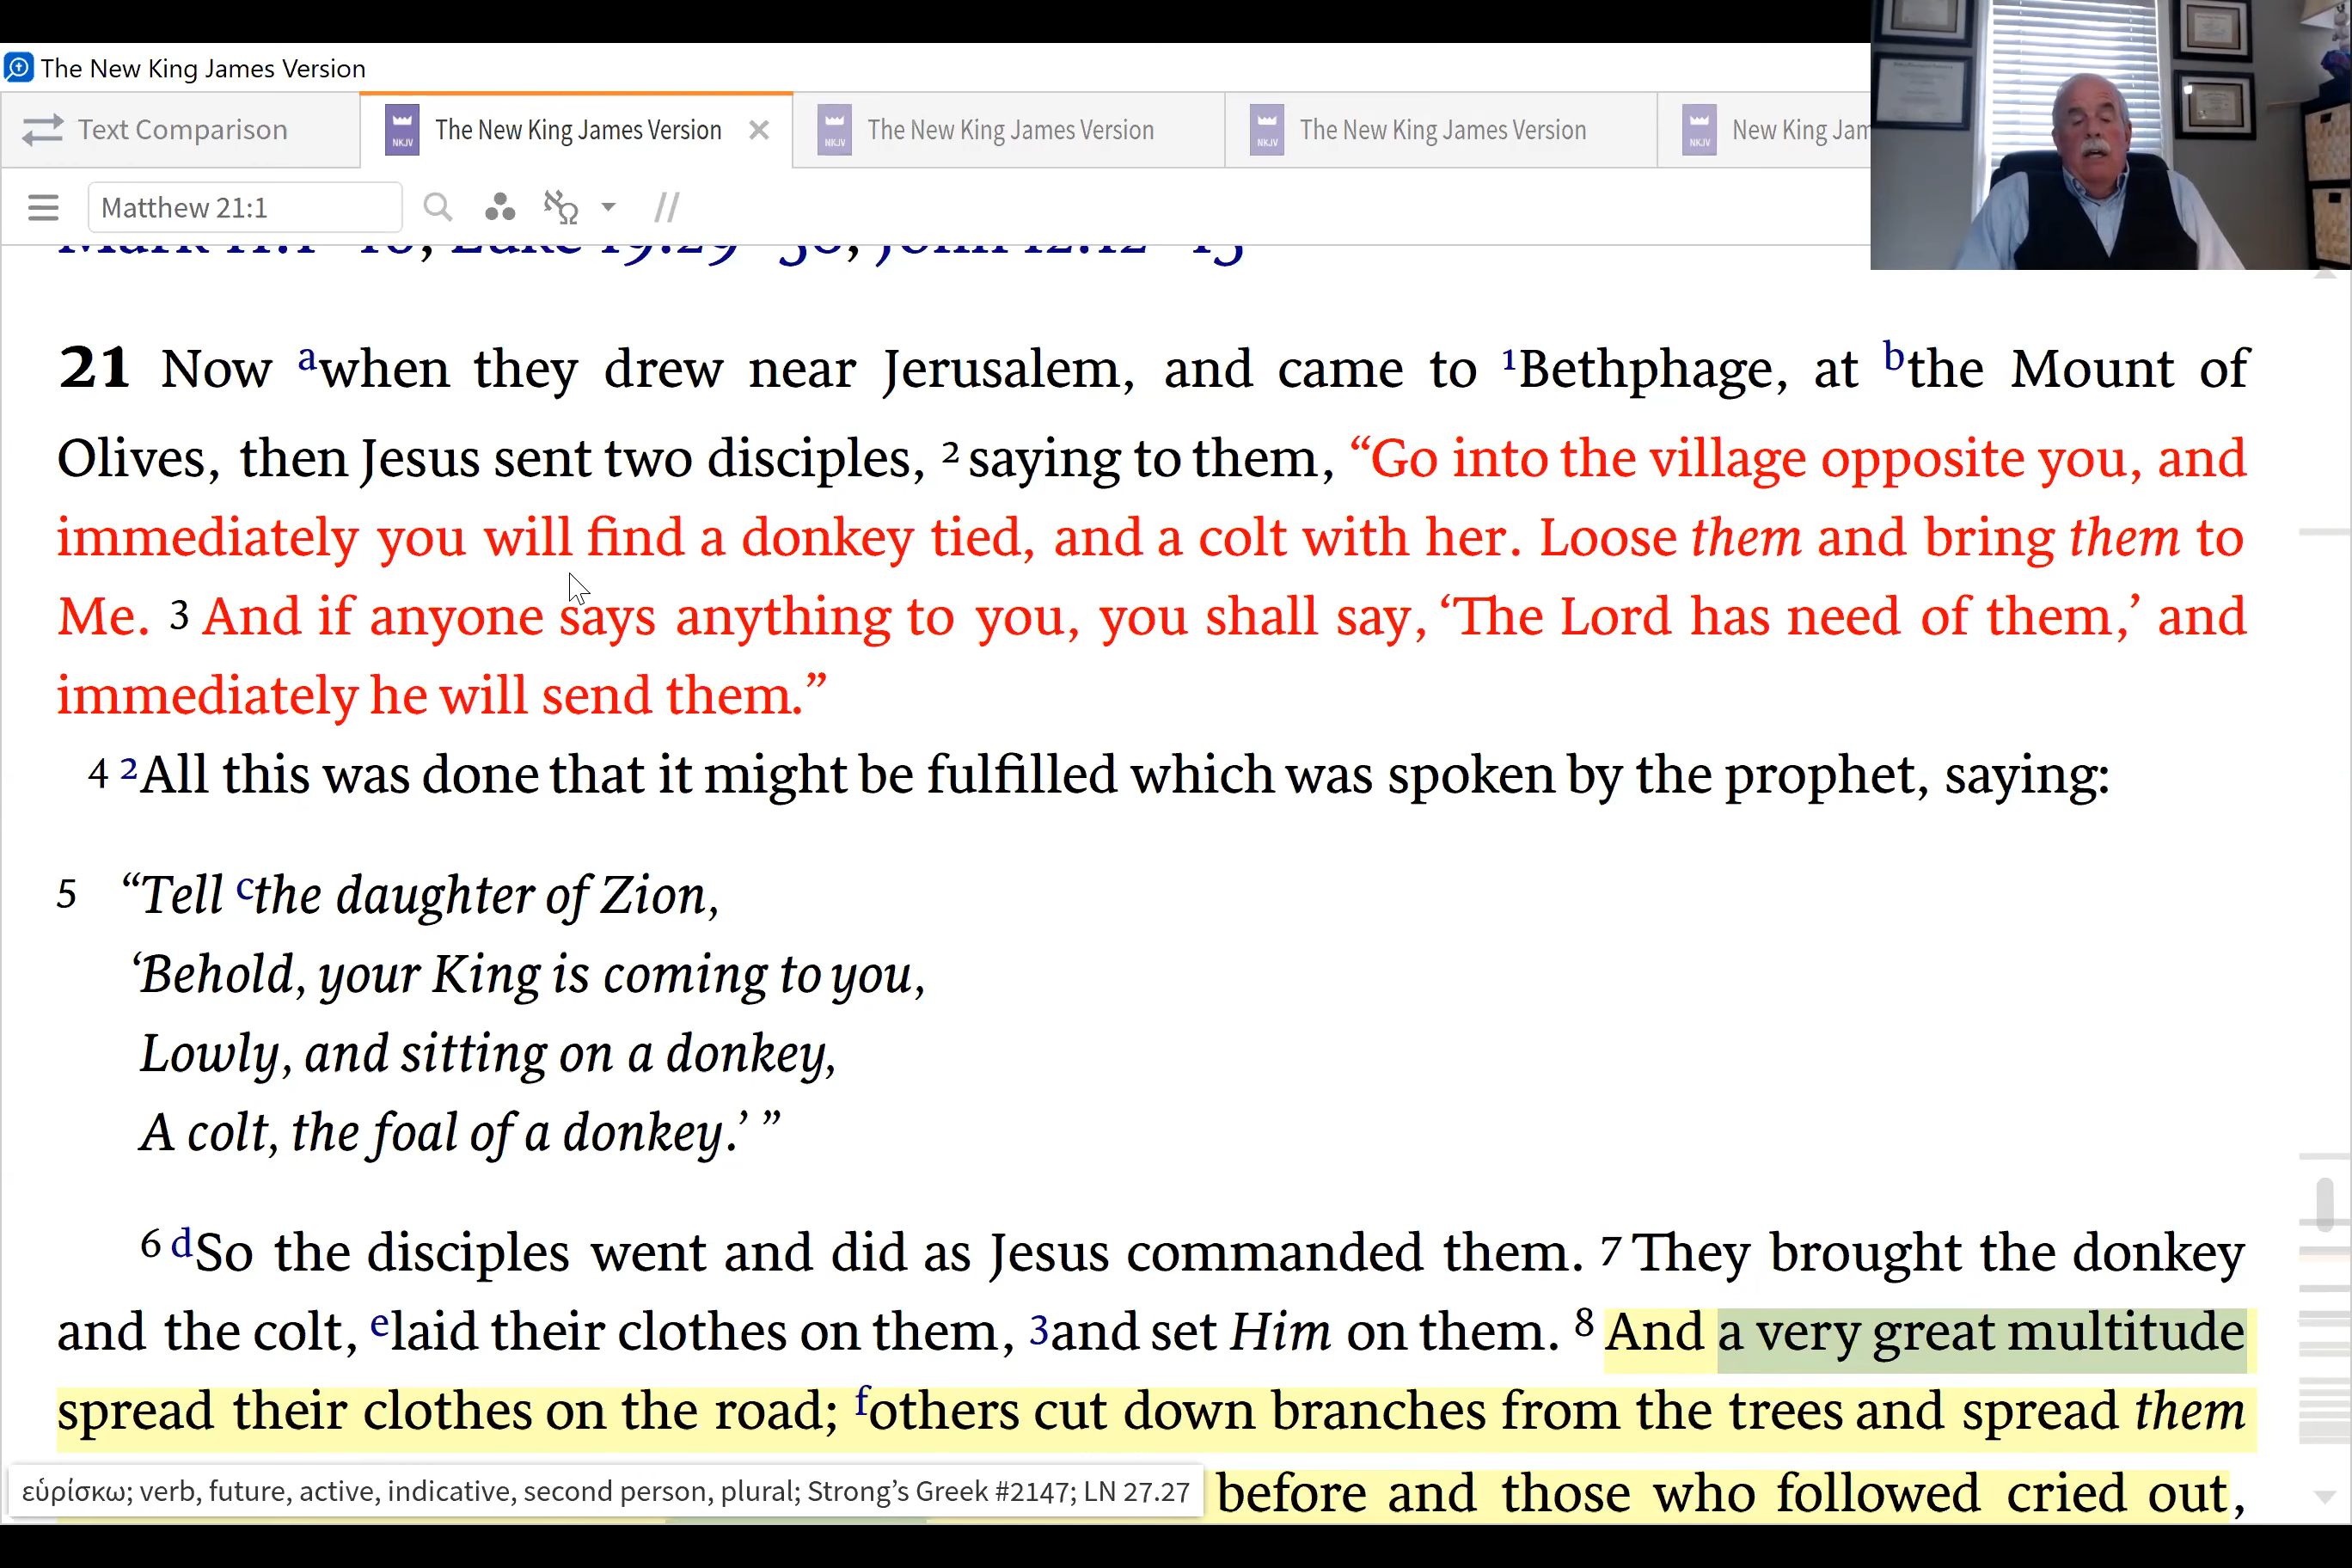 The New King James Version
Text Comparison
The New King James Version
The New King James Version
The New King James Version
New King Jam
NKJV
NKJV
NKJV
NKJV
Matthew 21:1
21 Now awhen they drew near Jerusalem, and came to 1Bethphage, at bthe Mount of
Olives, then Jesus sent two disciples, 2 saying to them, “Go into the village opposite you, and
immediately you will find a donkey tied, and a colt with her. Loose them and bring them to
Me. 3 And if anyone says anything to you, you shall say, ‘The Lord has need of them,’ and
immediately he will send them.”
4 2All this was done that it might be fulfilled which was spoken by the prophet, saying:
5 “Tell cthe daughter of Zion,
‘Behold, your King is coming to you,
Lowly, and sitting on a donkey,
A colt, the foal of a donkey.’ ”
6 dSo the disciples went and did as Jesus commanded them. 7 They brought the donkey
and the colt, elaid their clothes on them, 3and set Him on them. 8 And a very great multitude
spread their clothes on the road; fothers cut down branches from the trees and spread them
before and those who followed cried out,
εὑρίσκω; verb, future, active, indicative, second person, plural; Strong’s Greek #2147; LN 27.27